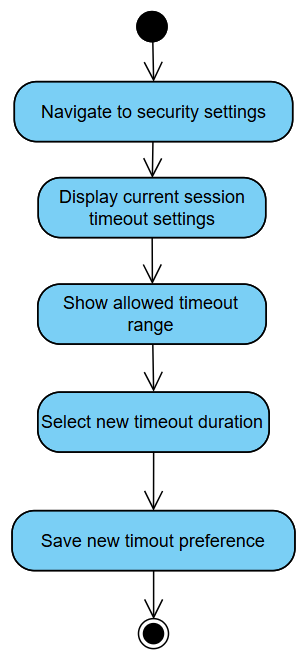 Navigate to security settings
Display current session
timeout settings
Show allowed timeout
range
Select new timeout duration
Save new timout preference